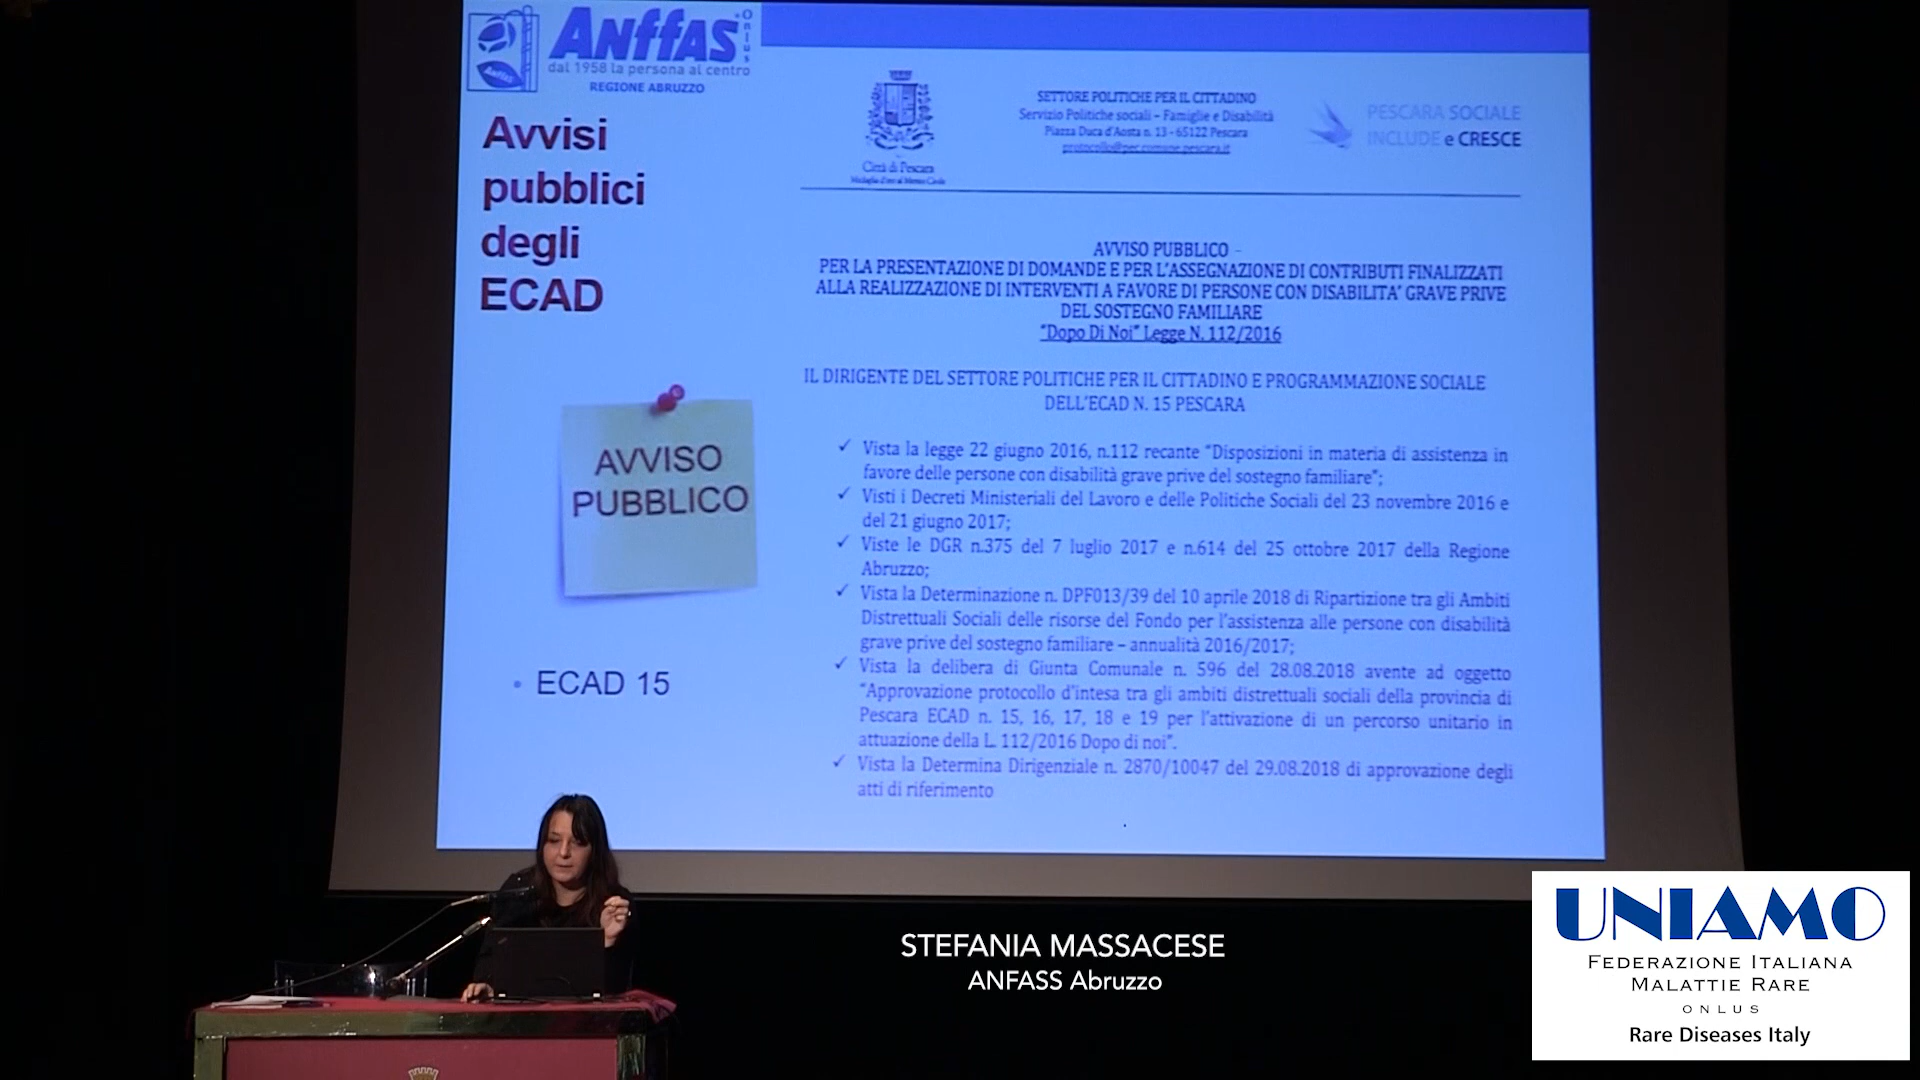 ANffAS Onlus
dal 1958 la persona al centro
REGIONE ABRUZZO
Avvisi
pubblici
degli
ECAD
AVVISO
PUBBLICO
• ECAD 15
Città di Pescara
Medaglia d'oro al Merito Civile
SETTORE POLITICHE PER IL CITTADINO
Servizio Politiche sociali – Famiglie e Disabilità
Piazza Duca d'Aosta n. 13 - 65122 Pescara
protocollo@pec.comune.pescara.it
PESCARA SOCIALE
INCLUDE e CRESCE
AVVISO PUBBLICO –
PER LA PRESENTAZIONE DI DOMANDE E PER L'ASSEGNAZIONE DI CONTRIBUTI FINALIZZATI
ALLA REALIZZAZIONE DI INTERVENTI A FAVORE DI PERSONE CON DISABILITA' GRAVE PRIVE
DEL SOSTEGNO FAMILIARE
"Dopo Di Noi" Legge N. 112/2016
IL DIRIGENTE DEL SETTORE POLITICHE PER IL CITTADINO E PROGRAMMAZIONE SOCIALE
DELL'ECAD N. 15 PESCARA
✓ Vista la legge 22 giugno 2016, n.112 recante "Disposizioni in materia di assistenza in
favore delle persone con disabilità grave prive del sostegno familiare";
✓ Visti i Decreti Ministeriali del Lavoro e delle Politiche Sociali del 23 novembre 2016 e
del 21 giugno 2017;
✓ Viste le DGR n.375 del 7 luglio 2017 e n.614 del 25 ottobre 2017 della Regione
Abruzzo;
✓ Vista la Determinazione n. DPF013/39 del 10 aprile 2018 di Ripartizione tra gli Ambiti
Distrettuali Sociali delle risorse del Fondo per l'assistenza alle persone con disabilità
grave prive del sostegno familiare – annualità 2016/2017;
✓ Vista la delibera di Giunta Comunale n. 596 del 28.08.2018 avente ad oggetto
"Approvazione protocollo d'intesa tra gli ambiti distrettuali sociali della provincia di
Pescara ECAD n. 15, 16, 17, 18 e 19 per l'attivazione di un percorso unitario in
attuazione della L. 112/2016 Dopo di noi".
✓ Vista la Determina Dirigenziale n. 2870/10047 del 29.08.2018 di approvazione degli
atti di riferimento
STEFANIA MASSACESE
ANFASS Abruzzo
UNIAMO
FEDERAZIONE ITALIANA
MALATTIE RARE
ONLUS
Rare Diseases Italy